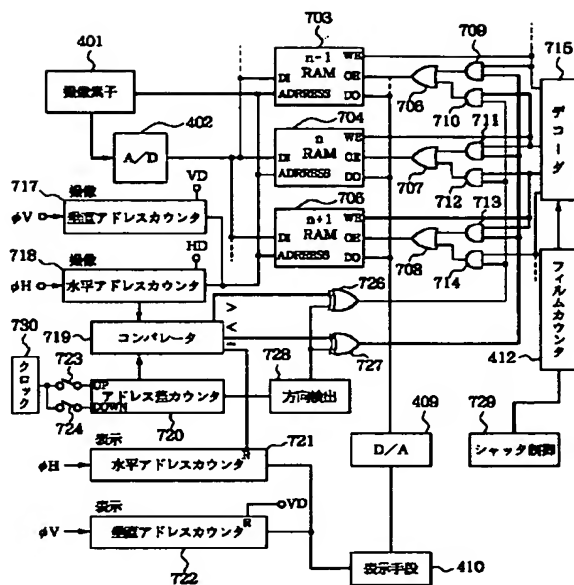 401
撮像素子
402
A/D
703
n-1
RAM
WE
OE
DI
DO
ADRRESS
704
n
RAM
WE
OE
DI
DO
ADRRESS
705
n+1
RAM
WE
OE
DI
DO
ADRRESS
706
707
708
709
710
711
712
713
714
715
デコーダ
717
撮像
VD
φV
垂直アドレスカウンタ
718
撮像
HD
φH
水平アドレスカウンタ
719
コンパレータ
>
<
=
726
727
730
クロック
723
724
UP
DOWN
アドレス差カウンタ
720
728
方向検出
フィルムカウンタ
412
409
D/A
729
シャッタ制御
表示
721
φH
水平アドレスカウンタ
R
表示
VD
φV
垂直アドレスカウンタ
R
722
表示手段
410